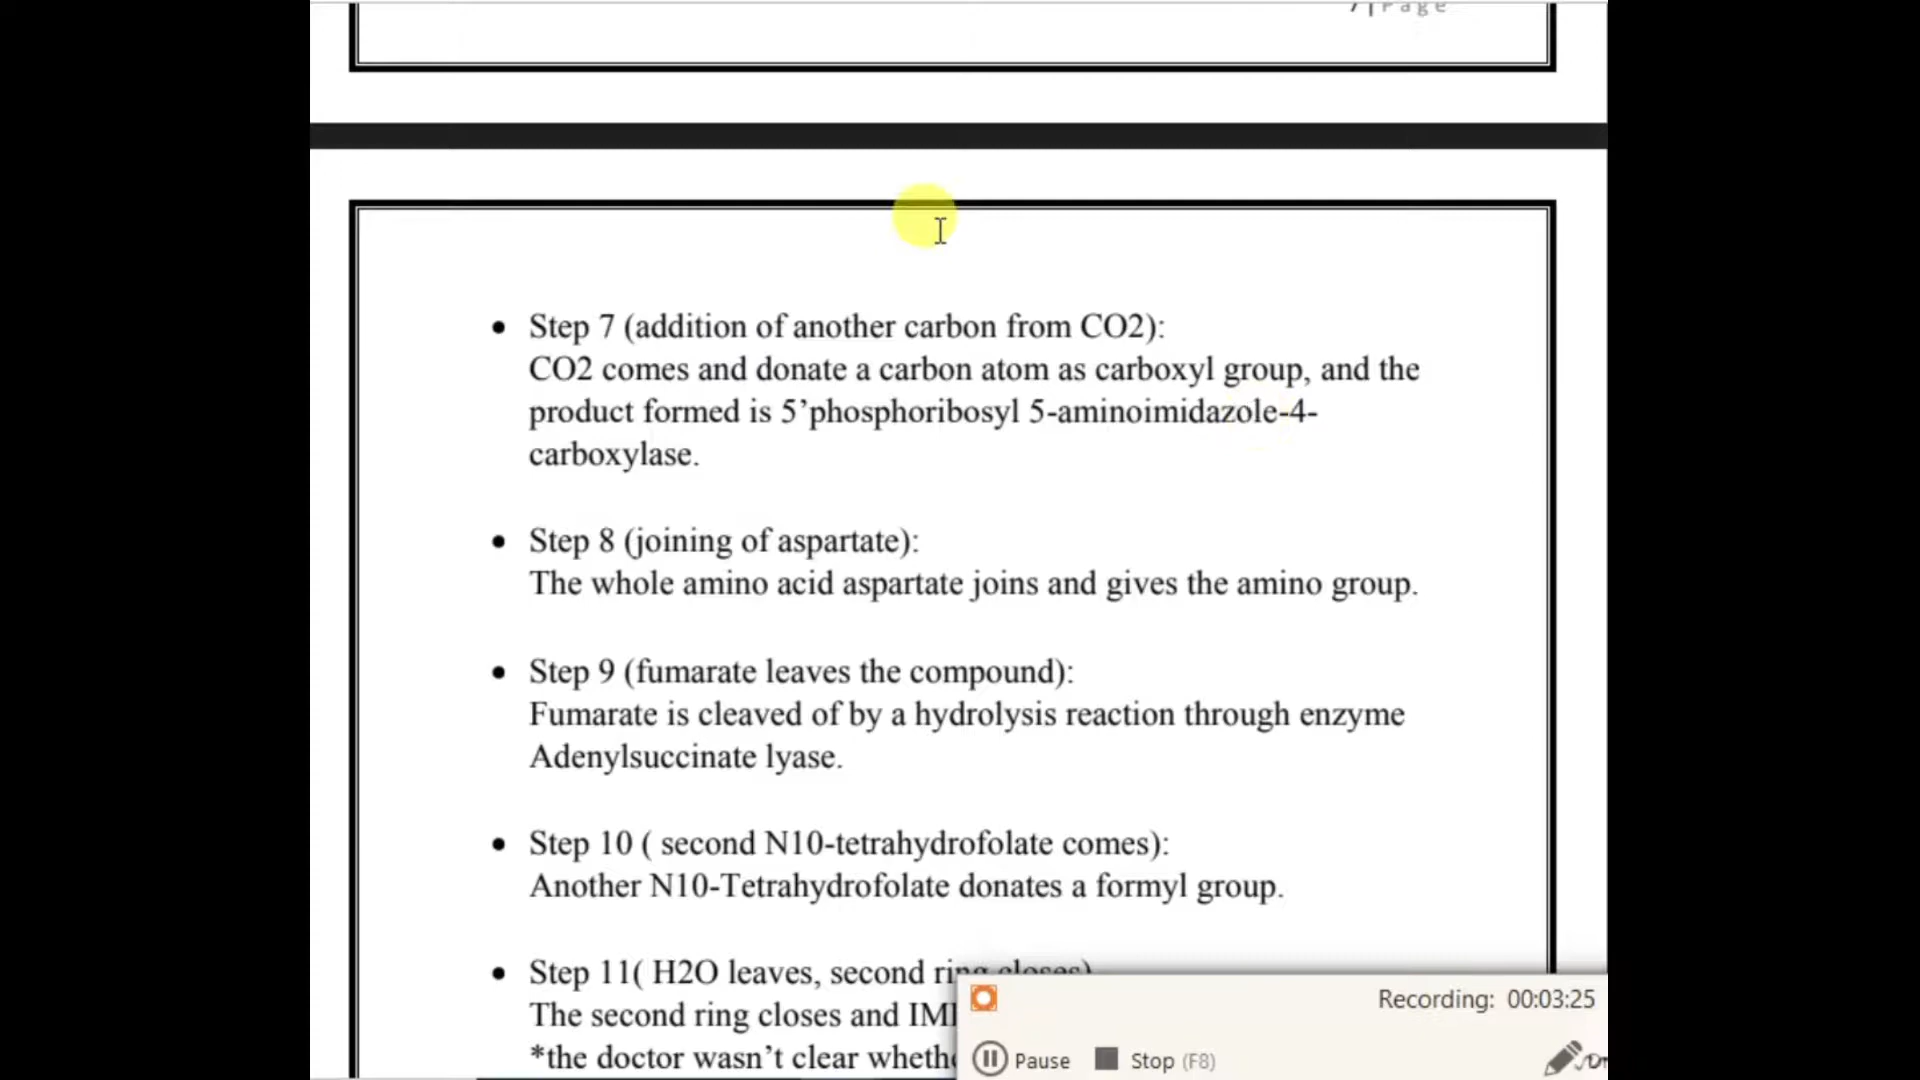 Page
• Step 7 (addition of another carbon from CO2):
CO2 comes and donate a carbon atom as carboxyl group, and the
product formed is 5’phosphoribosyl 5-aminoimidazole-4-
carboxylase.
• Step 8 (joining of aspartate):
The whole amino acid aspartate joins and gives the amino group.
• Step 9 (fumarate leaves the compound):
Fumarate is cleaved of by a hydrolysis reaction through enzyme
Adenylsuccinate lyase.
• Step 10 ( second N10-tetrahydrofolate comes):
Another N10-Tetrahydrofolate donates a formyl group.
• Step 11( H2O leaves, second ring closes)
The second ring closes and
*the doctor wasn’t clear
Recording: 00:03:25
Pause Stop (F8)